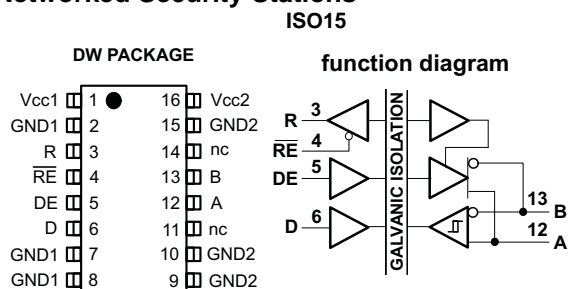 Networked Security Stations
ISO15
DW PACKAGE
Vcc1 1 16 Vcc2
GND1 2 15 GND2
R 3 14 nc
RE 4 13 B
DE 5 12 A
D 6 11 nc
GND1 7 10 GND2
GND1 8 9 GND2
function diagram
R 3
RE 4
DE 5
D 6
GALVANIC ISOLATION
13 B
12 A